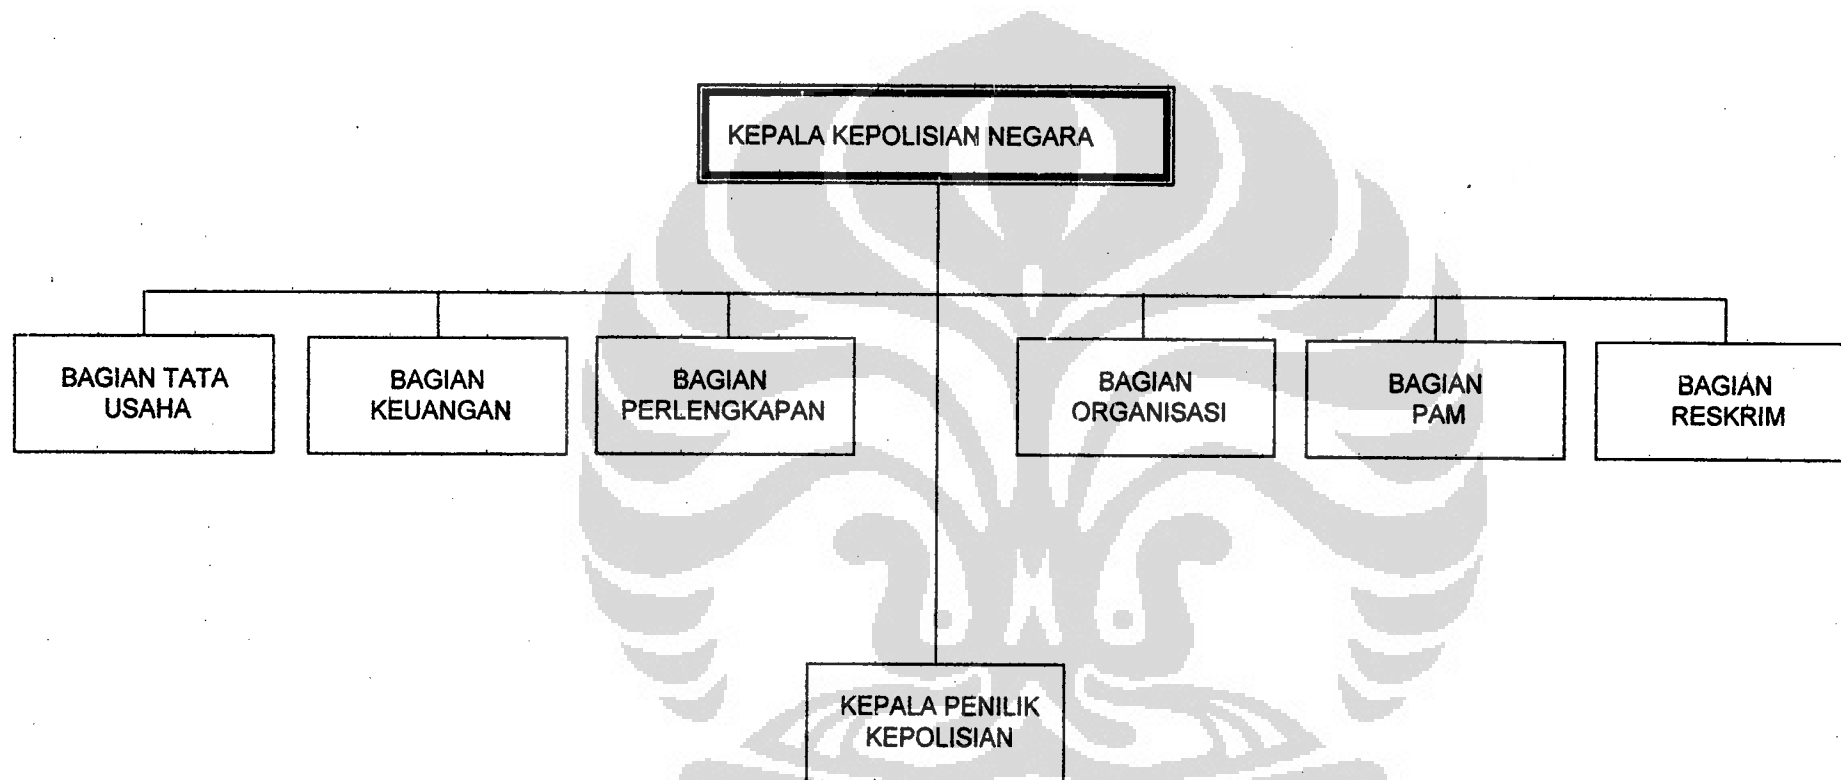 KEPALA KEPOLISIAN NEGARA
BAGIAN TATA
USAHA
BAGIAN
KEUANGAN
BAGIAN
PERLENGKAPAN
BAGIAN
ORGANISASI
BAGIAN
PAM
BAGIAN
RESKRIM
KEPALA PENILIK
KEPOLISIAN